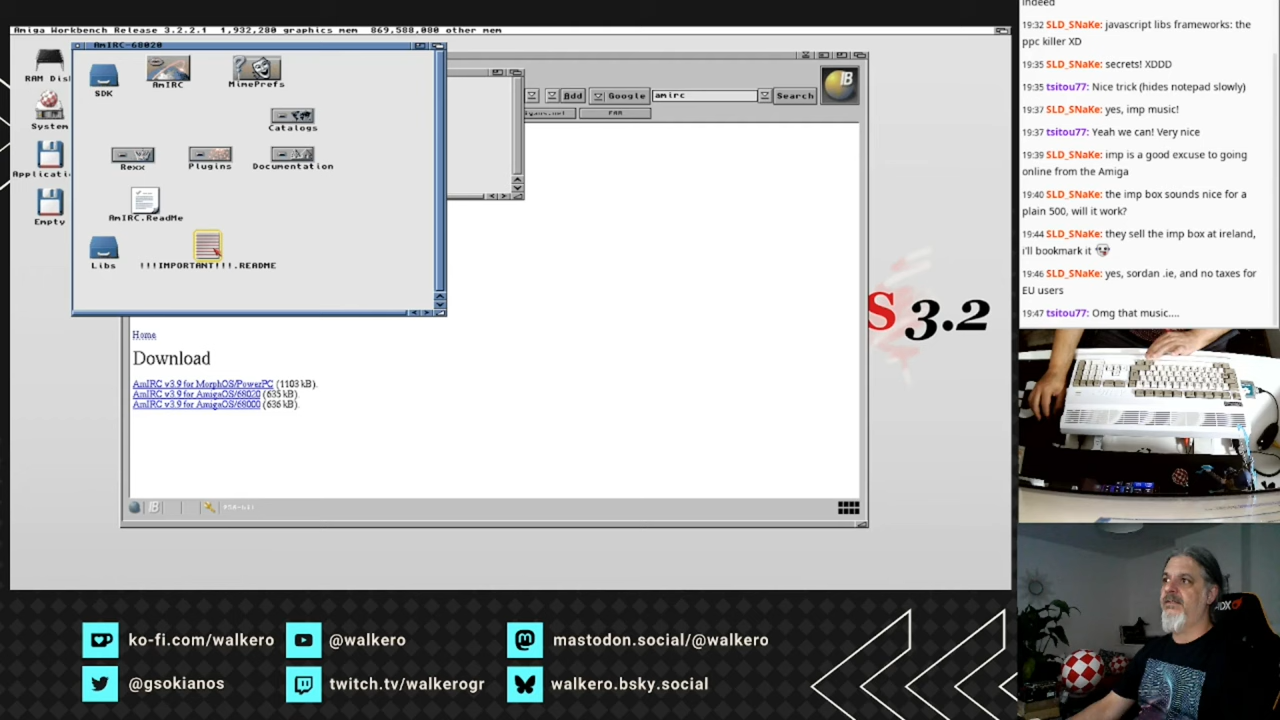 Amiga Workbench Release 3.2.2.1 1,932,280 graphics mem 869,588,080 other mem
AmIRC-68020
RAM Dis
System
Applicati
Empty
SDK
AmIRC
MimePrefs
Catalogs
Rexx
Plugins
Documentation
AmIRC.ReadMe
Libs
!!!IMPORTANT!!!.README
Add
Google
amirc
Search
IB
FAR
S 3.2
Home
Download
AmIRC v3.9 for MorphOS/PowerPC (1103 kB).
AmIRC v3.9 for AmigaOS/68020 (635 kB).
AmIRC v3.9 for AmigaOS/68000 (636 kB).
indeed
19:32 SLD_SNaKe: javascript libs frameworks: the
ppc killer XD
19:35 SLD_SNaKe: secrets! XDDD
19:35 tsitou77: Nice trick (hides notepad slowly)
19:37 tsitou77: yes, imp music!
19:37 tsitou77: Yeah we can! Very nice
19:39 SLD_SNaKe: imp is a good excuse to going
online from the Amiga
19:40 SLD_SNaKe: the imp box sounds nice for a
plain 500, will it work?
19:44 SLD_SNaKe: they sell the imp box at ireland,
i'll bookmark it
19:46 SLD_SNaKe: yes, sordan .ie, and no taxes for
EU users
19:47 tsitou77: Omg that music....
ko-fi.com/walkero
@walkero
mastodon.social/@walkero
@gsokianos
twitch.tv/walkerogr
walkero.bsky.social